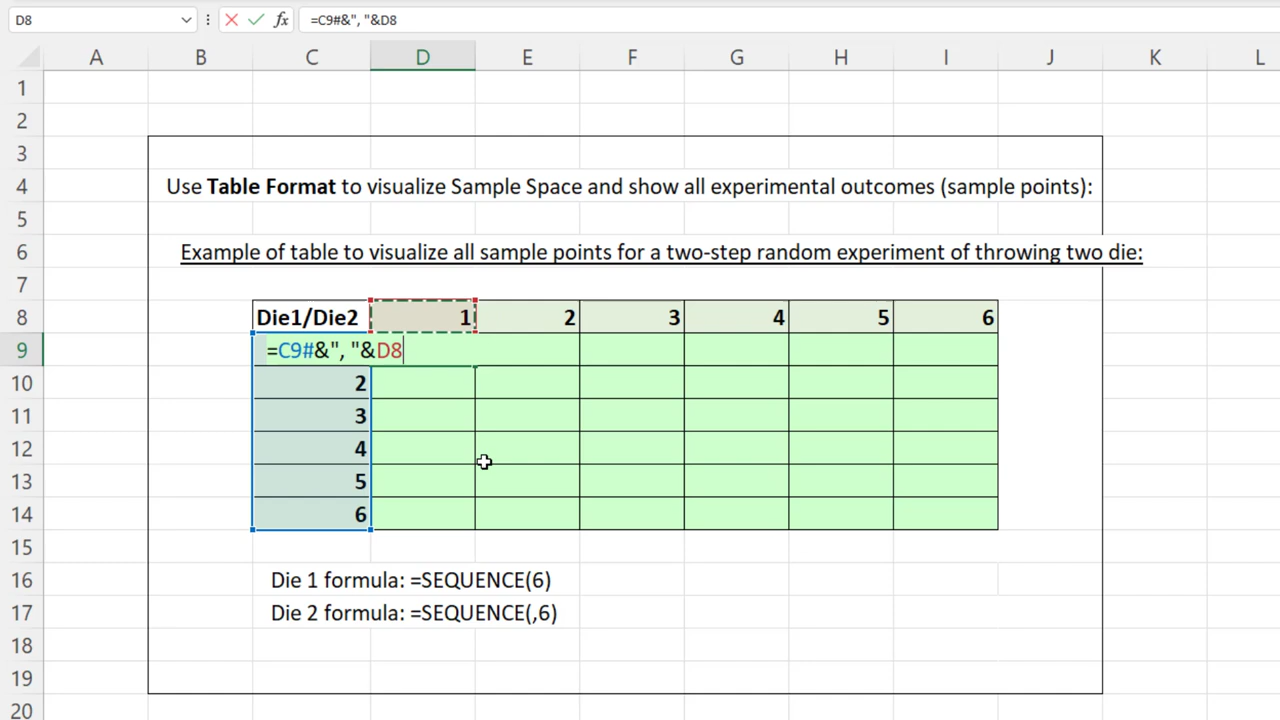 D8 =C9#&", "&D8
A B C D E F G H I J K L
1
2
3
4 Use Table Format to visualize Sample Space and show all experimental outcomes (sample points):
5
6 Example of table to visualize all sample points for a two-step random experiment of throwing two die:
7
8 Die1/Die2 1 2 3 4 5 6
9 =C9#&", "&D8
10 2
11 3
12 4
13 5
14 6
15
16 Die 1 formula: =SEQUENCE(6)
17 Die 2 formula: =SEQUENCE(,6)
18
19
20